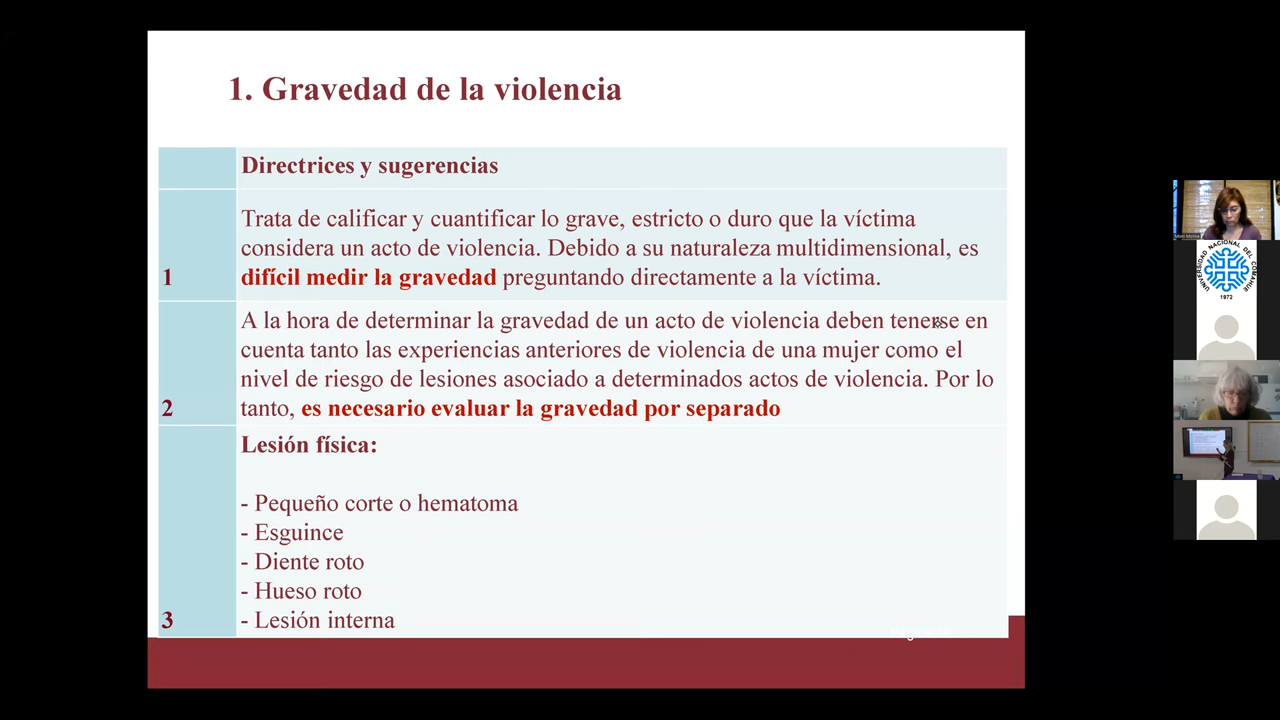 1. Gravedad de la violencia
Directrices y sugerencias
1
Trata de calificar y cuantificar lo grave, estricto o duro que la víctima
considera un acto de violencia. Debido a su naturaleza multidimensional, es
difícil medir la gravedad preguntando directamente a la víctima.
2
A la hora de determinar la gravedad de un acto de violencia deben tenerse en
cuenta tanto las experiencias anteriores de violencia de una mujer como el
nivel de riesgo de lesiones asociado a determinados actos de violencia. Por lo
tanto, es necesario evaluar la gravedad por separado
3
Lesión física:
- Pequeño corte o hematoma
- Esguince
- Diente roto
- Hueso roto
- Lesión interna
UNIVERSIDAD NACIONAL DEL COMAHUE
1972